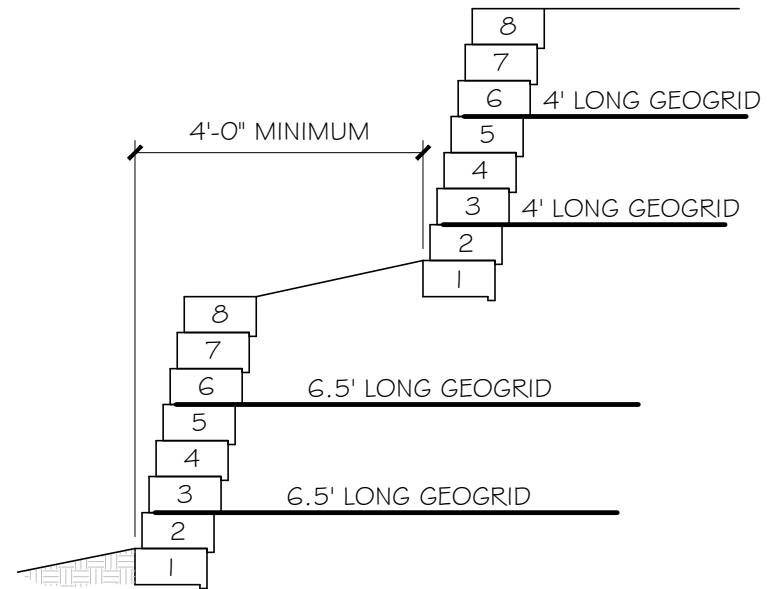 8
7
6 4' LONG GEOGRID
4'-0" MINIMUM
5
4
3 4' LONG GEOGRID
2
1
8
7
6 6.5' LONG GEOGRID
5
4
3 6.5' LONG GEOGRID
2
1